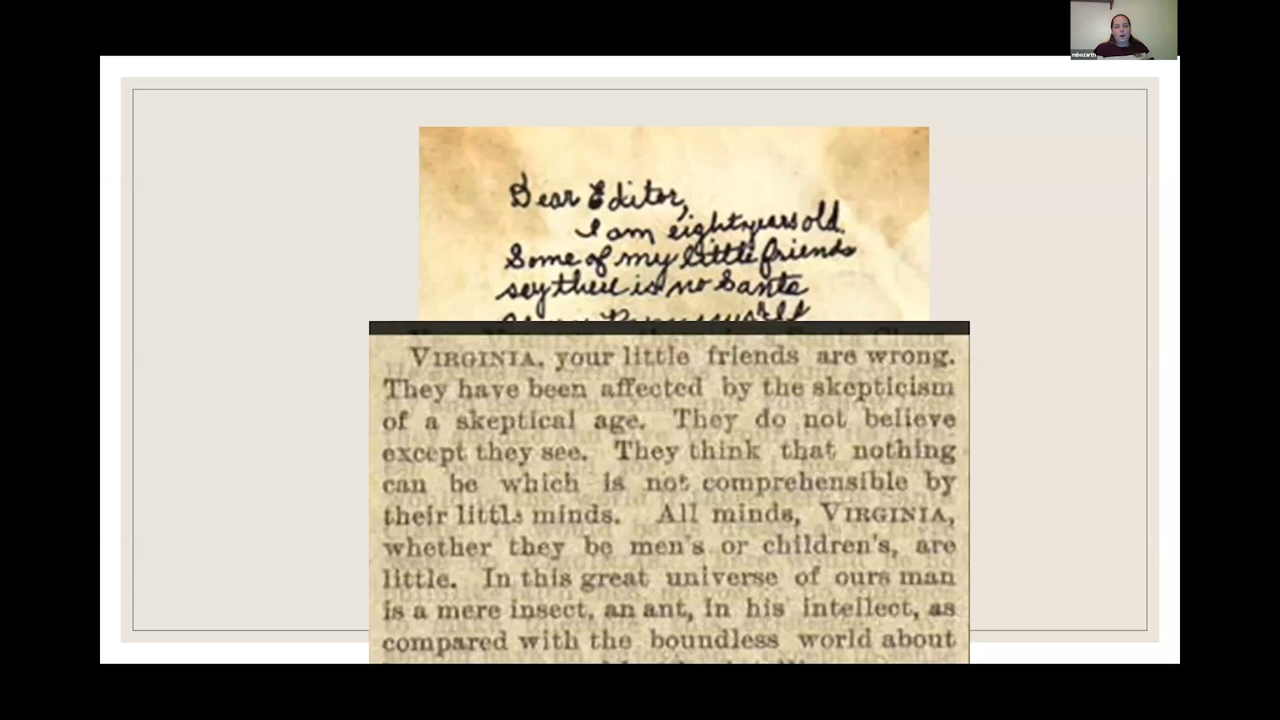 mbozarth
Dear Editor,
I am eight years old.
Some of my little friends
say there is no Santa
Papa says
VIRGINIA, your little friends are wrong.
They have been affected by the skepticism
of a skeptical age. They do not believe
except they see. They think that nothing
can be which is not comprehensible by
their little minds. All minds, VIRGINIA,
whether they be men's or children's, are
little. In this great universe of ours man
is a mere insect, an ant, in his intellect, as
compared with the boundless world about